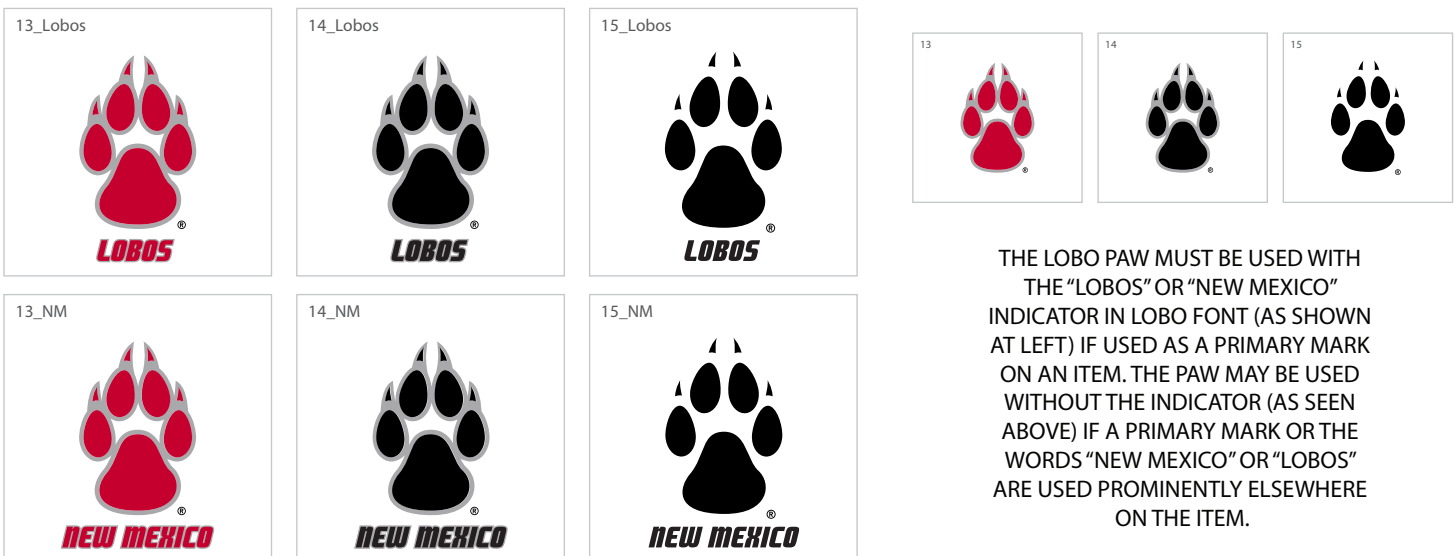 13_Lobos
®
LOBOS
14_Lobos
®
LOBOS
15_Lobos
®
LOBOS
13_NM
®
NEW MEXICO
14_NM
®
NEW MEXICO
15_NM
®
NEW MEXICO
13
®
14
®
15
®
THE LOBO PAW MUST BE USED WITH
THE “LOBOS” OR “NEW MEXICO”
INDICATOR IN LOBO FONT (AS SHOWN
AT LEFT) IF USED AS A PRIMARY MARK
ON AN ITEM. THE PAW MAY BE USED
WITHOUT THE INDICATOR (AS SEEN
ABOVE) IF A PRIMARY MARK OR THE
WORDS “NEW MEXICO” OR “LOBOS”
ARE USED PROMINENTLY ELSEWHERE
ON THE ITEM.